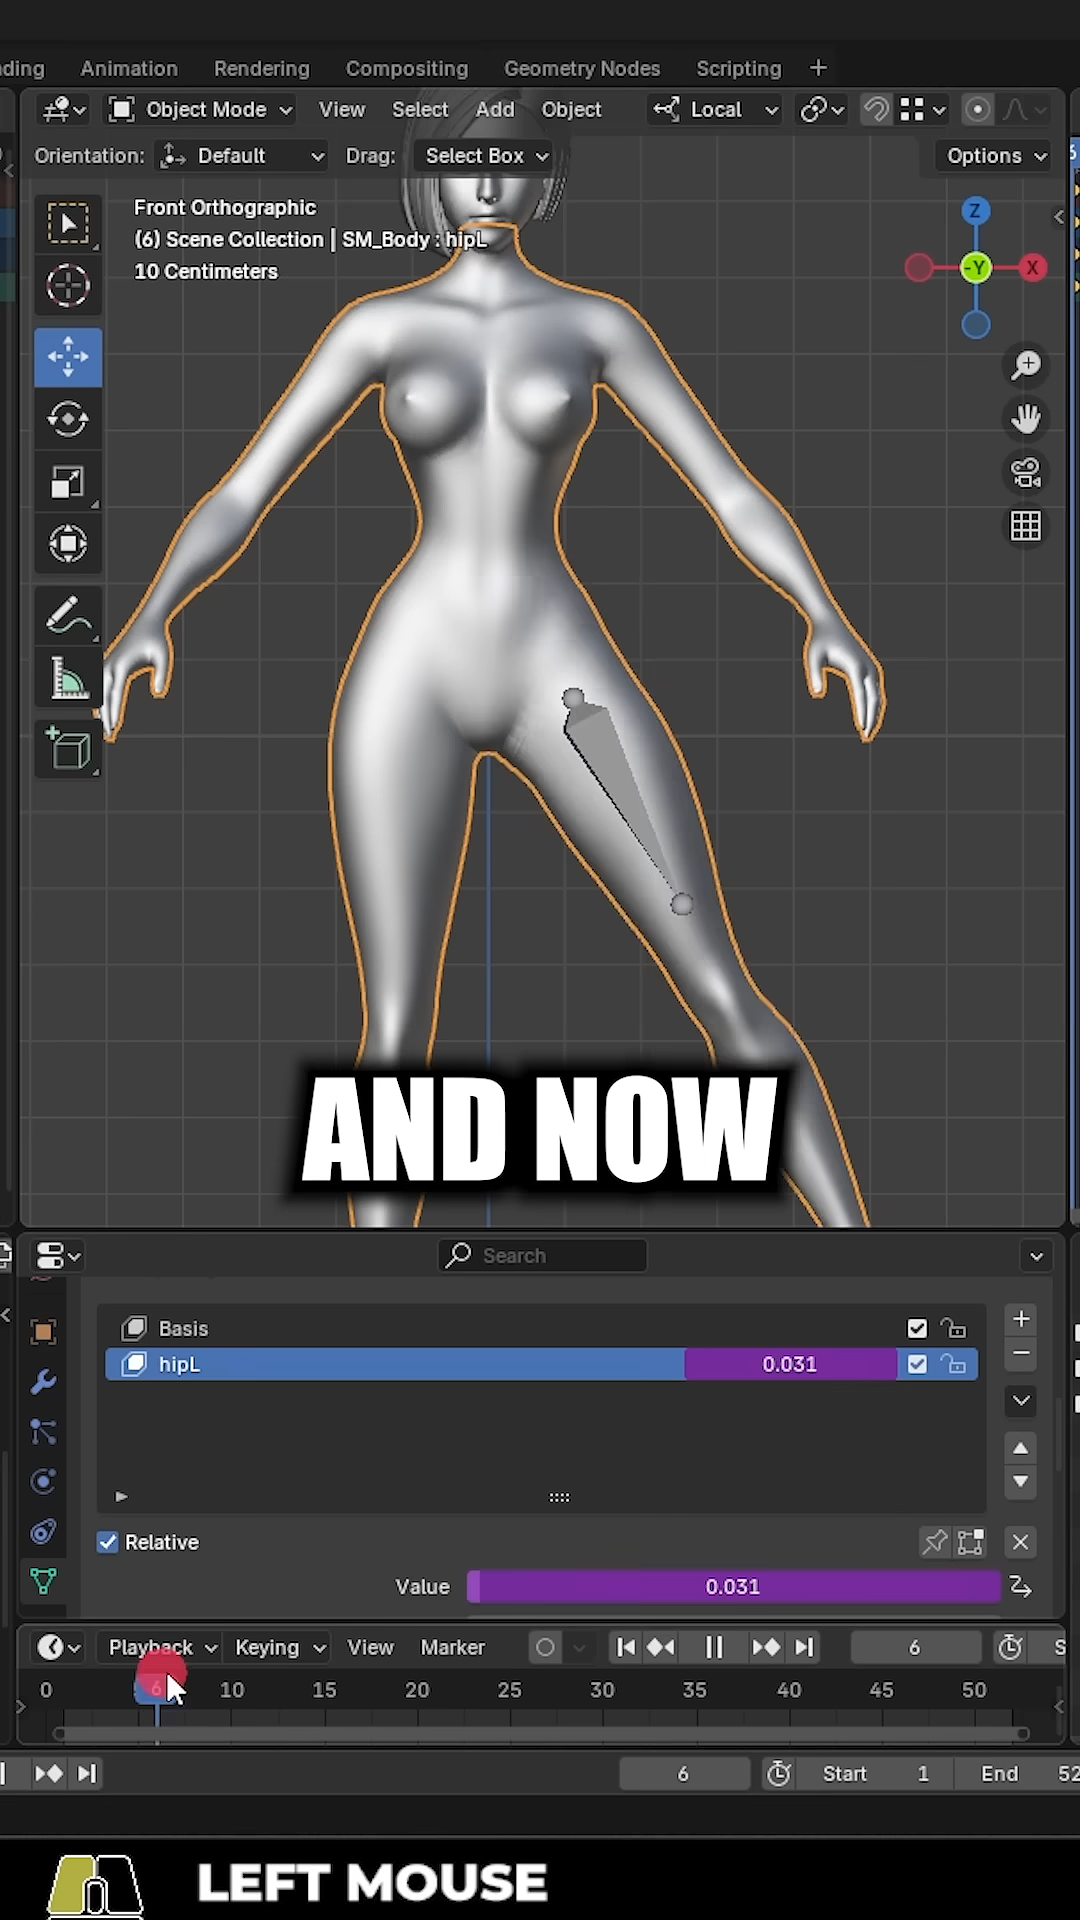 Animation Rendering Compositing Geometry Nodes Scripting +
Object Mode View Select Add Object Local
Orientation: Default Drag: Select Box Options
Front Orthographic
(6) Scene Collection | SM_Body : hipL
10 Centimeters
Z
-Y X
AND NOW
Search
Basis
hipL 0.031
Relative
Value 0.031
Playback Keying View Marker 6
0 6 10 15 20 25 30 35 40 45 50
6 Start 1 End 52
LEFT MOUSE